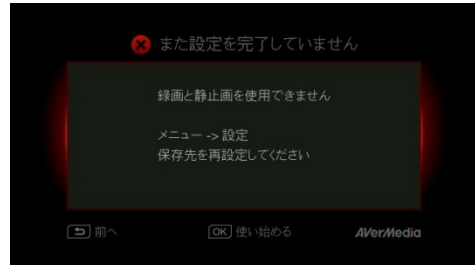 また設定を完了していません
録画と静止画を使用できません
メニュー -> 設定
保存先を再設定してください
前へ
OK 使い始める
AVerMedia